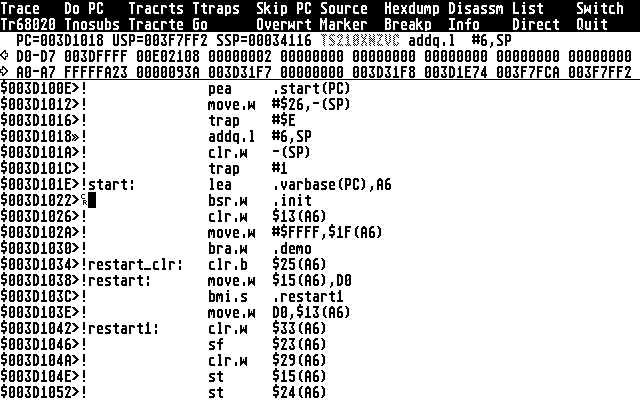 Trace Do PC Tracrts Ttraps Skip PC Source Hexdump Disassm List Switch
Tr68020 Tnosubs Tracrte Go Overwrt Marker Breakp Info Direct Quit
PC=003D1018 USP=003F7FF2 SSP=00034116 TS210XNZVC addq.l #6,SP
D0-D7 003DFFFF 00E02108 00000002 00000000 00000000 00000000 00000000 00000000
A0-A7 FFFFFA23 0000093A 003D31F7 00000000 003D31F8 003D1E74 003F7FCA 003F7FF2
$003D100E>! pea .start(PC)
$003D1012>! move.w #$26,-(SP)
$003D1016>! trap #$E
$003D1018»! addq.l #6,SP
$003D101A>! clr.w -(SP)
$003D101C>! trap #1
$003D101E>!start: lea .varbase(PC),A6
$003D1022> bsr.w .init
$003D1026>! clr.w $13(A6)
$003D102A>! move.w #$FFFF,$1F(A6)
$003D1030>! bra.w .demo
$003D1034>!restart_clr: clr.b $25(A6)
$003D1038>!restart: move.w $15(A6),D0
$003D103C>! bmi.s .restart1
$003D103E>! move.w D0,$13(A6)
$003D1042>!restart1: clr.w $33(A6)
$003D1046>! sf $23(A6)
$003D104A>! clr.w $29(A6)
$003D104E>! st $15(A6)
$003D1052>! st $24(A6)